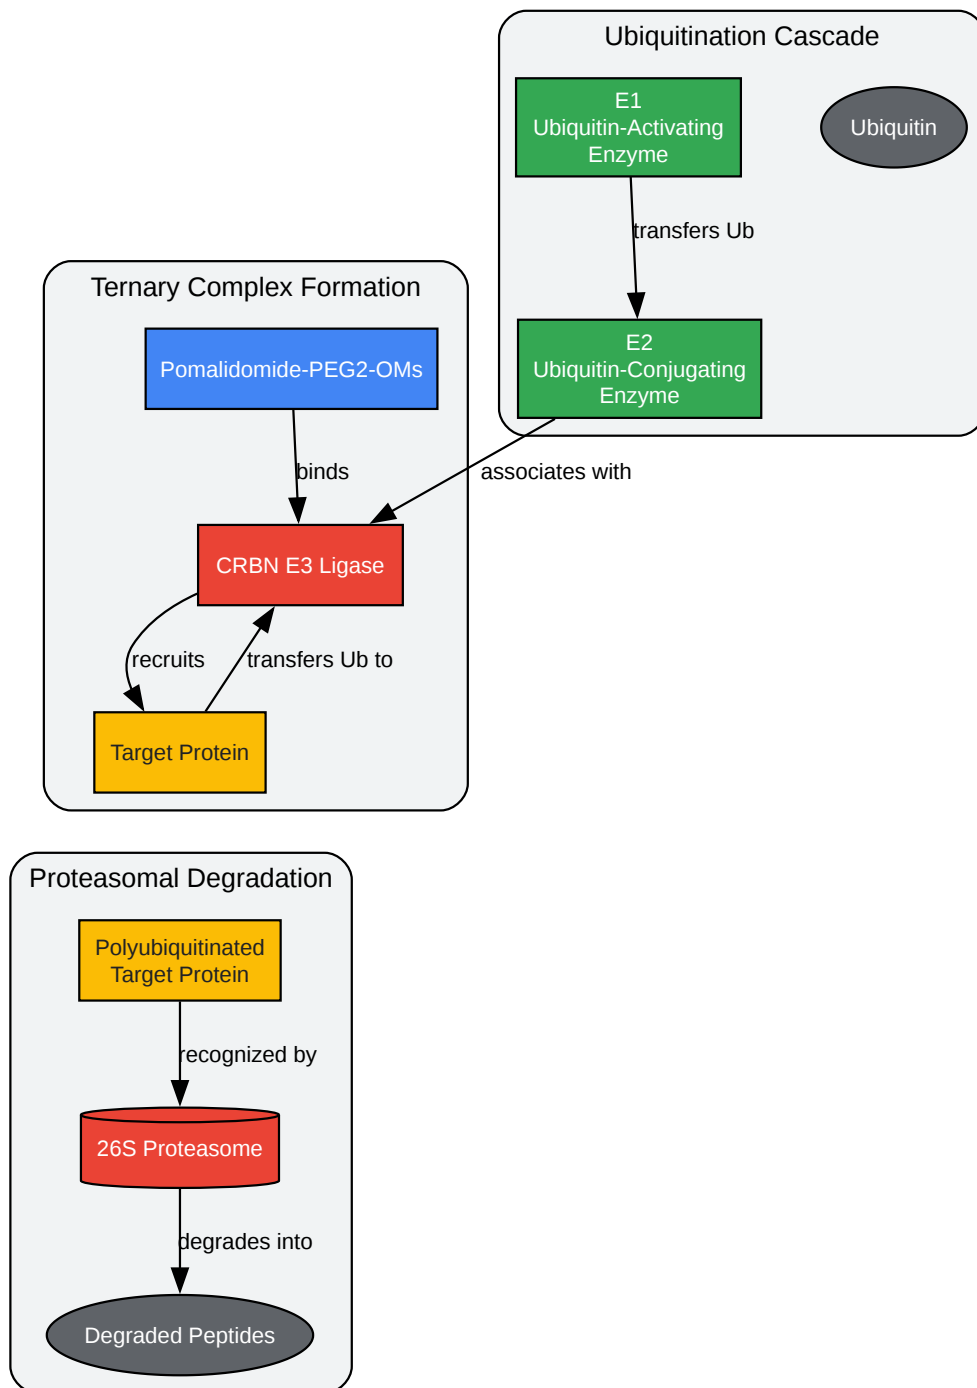 Ubiquitination Cascade
E1
Ubiquitin-Activating
Enzyme
Ubiquitin
transfers Ub
E2
Ubiquitin-Conjugating
Enzyme
associates with
Ternary Complex Formation
Pomalidomide-PEG2-OMs
binds
CRBN E3 Ligase
recruits
transfers Ub to
Target Protein
Proteasomal Degradation
Polyubiquitinated
Target Protein
recognized by
26S Proteasome
degrades into
Degraded Peptides